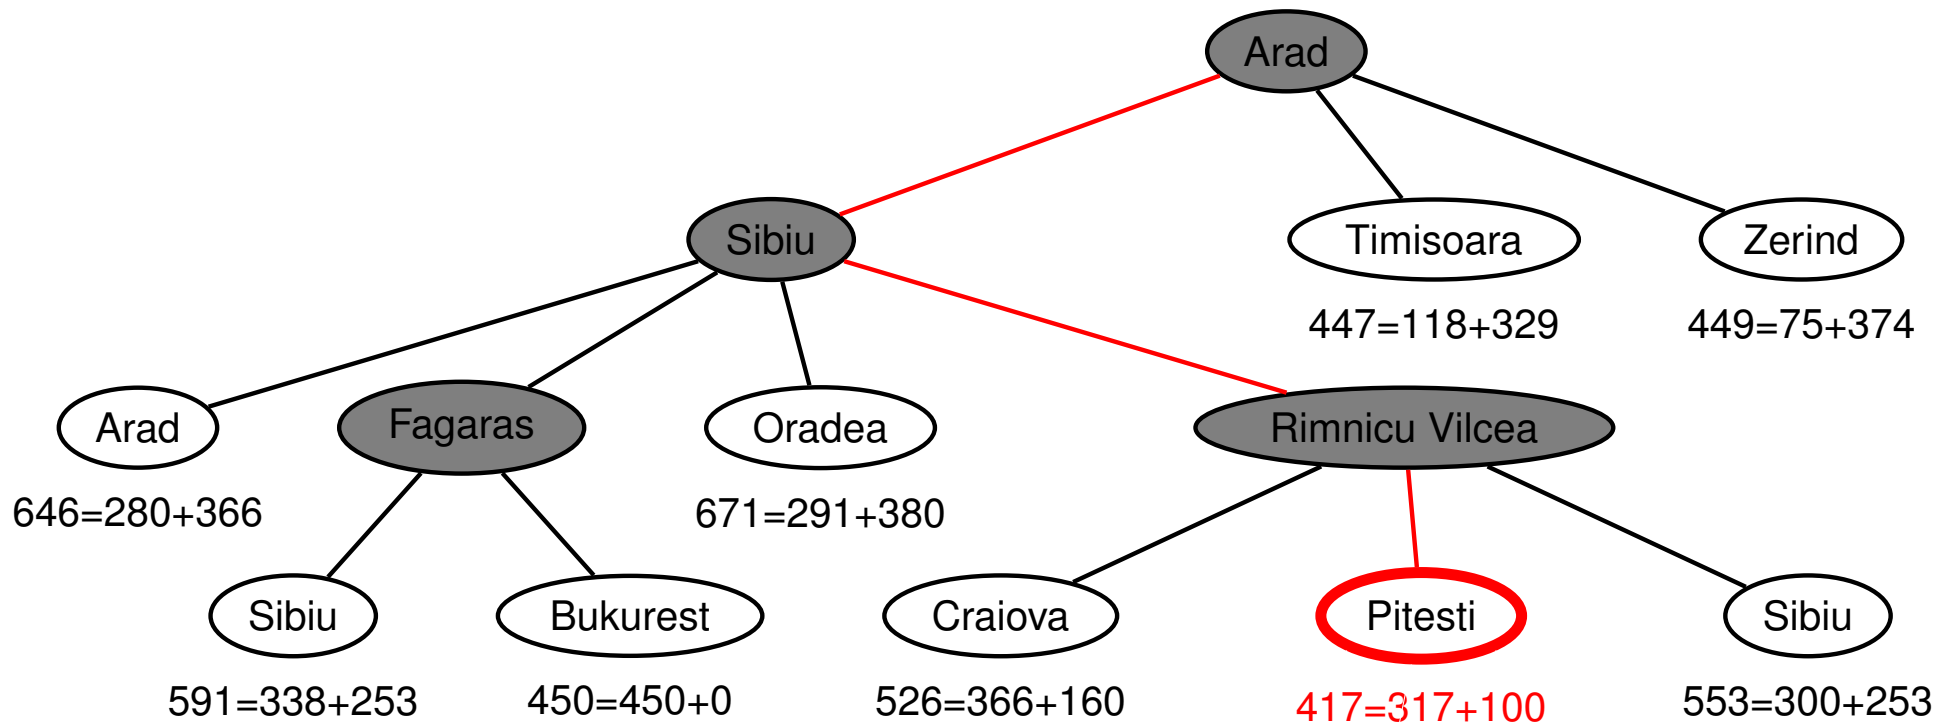 Arad
Sibiu
Timisoara
Zerind
447=118+329
449=75+374
Arad
Fagaras
Oradea
Rimnicu Vilcea
646=280+366
671=291+380
Sibiu
Bukurest
Craiova
Pitesti
Sibiu
591=338+253
450=450+0
526=366+160
417=317+100
553=300+253